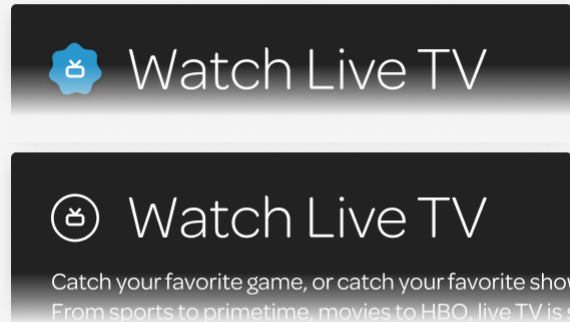 Watch Live TV
Watch Live TV
Catch your favorite game, or catch your favorite
From sports to primetime, movies to HBO, live TV is